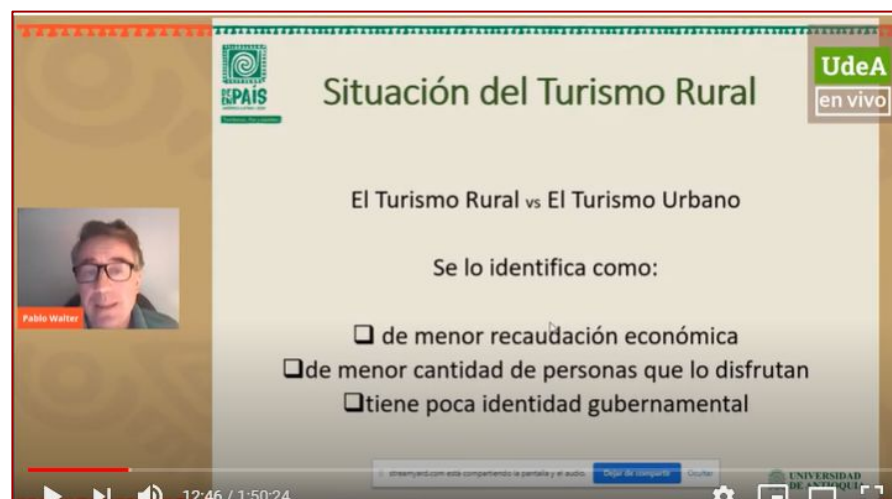 UdeA
en vivo
PAÍS
Situación del Turismo Rural
El Turismo Rural vs El Turismo Urbano
Se lo identifica como:
de menor recaudación económica
de menor cantidad de personas que lo disfrutan
tiene poca identidad gubernamental
Pablo Walter
streamyard.com está compartiendo la pantalla y el audio.
Dejar de compartir
Ocultar
UNIVERSIDAD
DE ANTIOQUIA
12:46 / 1:50:24